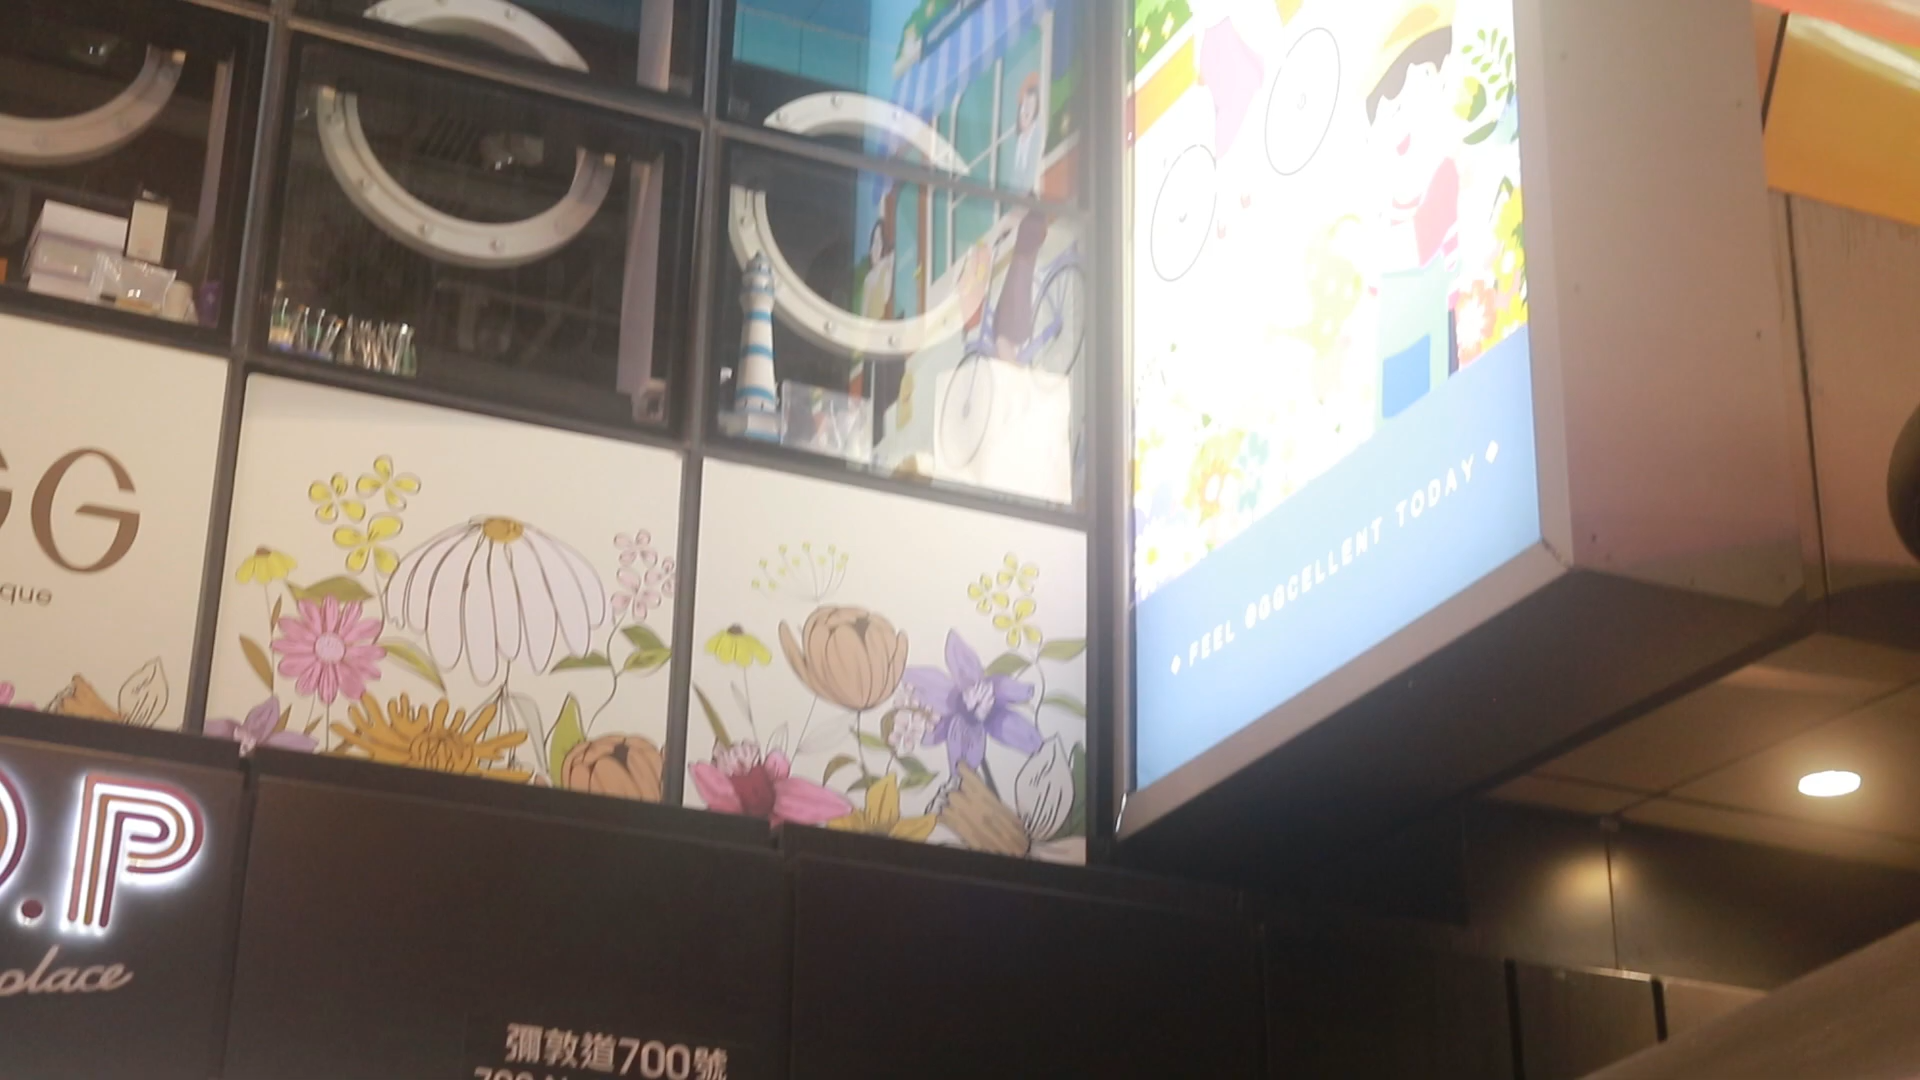 GG
que
FEEL EGGCELLENT TODAY
.P
place
彌敦道700號